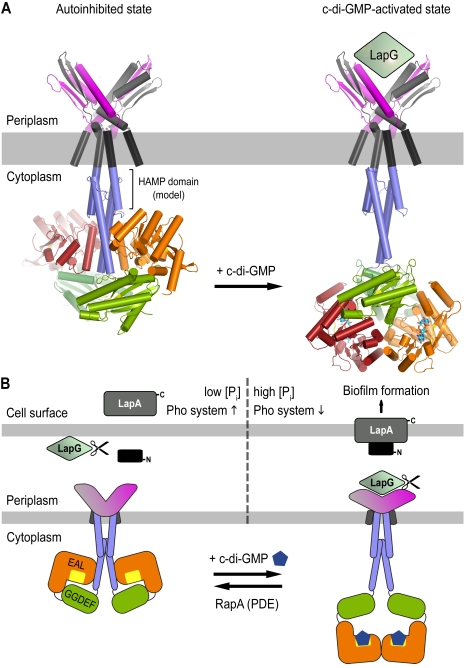 A
Autoinhibited state
c-di-GMP-activated state
LapG
Periplasm
Cytoplasm
HAMP domain
(model)
+ c-di-GMP
B
low [Pi]
high [Pi]
Biofilm formation
Pho system ↑
Pho system ↓
LapA
C
Cell surface
LapA
C
LapG
N
N
LapG
Periplasm
Cytoplasm
EAL
GGDEF
+ c-di-GMP
RapA (PDE)